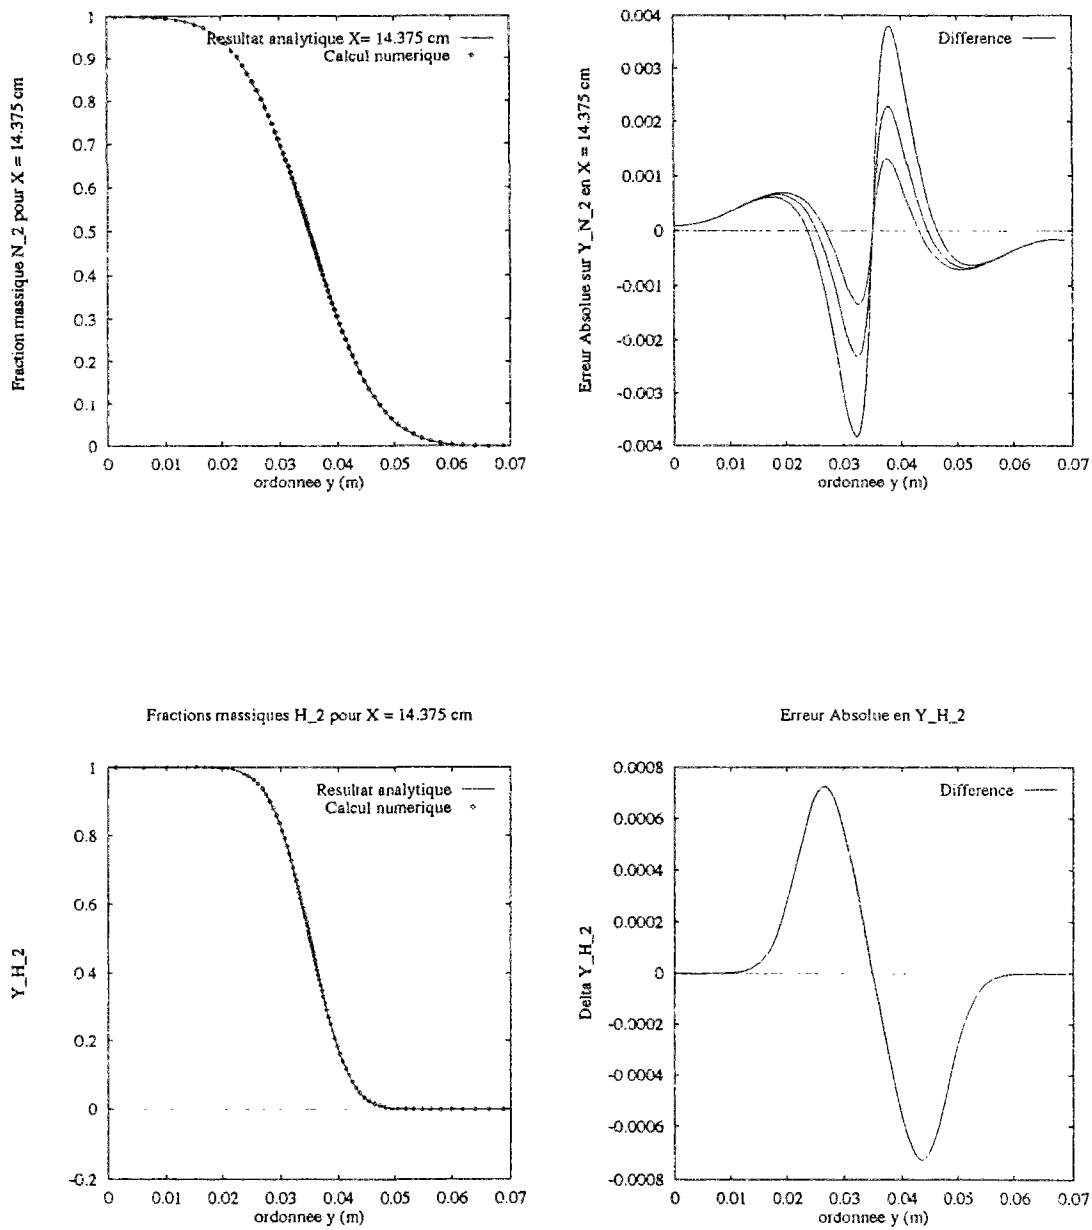 Fraction massique N_2 pour X = 14.375 cm
1
0.9
0.8
0.7
0.6
0.5
0.4
0.3
0.2
0.1
0
Resultat analytique X= 14.375 cm
Calcul numerique
0 0.01 0.02 0.03 0.04 0.05 0.06 0.07
ordonnee y (m)
Erreur Absolue sur Y_N_2 en X = 14.375 cm
0.004
0.003
0.002
0.001
0
-0.001
-0.002
-0.003
-0.004
Difference
0 0.01 0.02 0.03 0.04 0.05 0.06 0.07
ordonnee y (m)
Fractions massiques H_2 pour X = 14.375 cm
Y_H_2
1
0.8
0.6
0.4
0.2
0
-0.2
Resultat analytique
Calcul numerique
0 0.01 0.02 0.03 0.04 0.05 0.06 0.07
ordonnee y (m)
Erreur Absolue en Y_H_2
Delta Y_H_2
0.0008
0.0006
0.0004
0.0002
0
-0.0002
-0.0004
-0.0006
-0.0008
Difference
0 0.01 0.02 0.03 0.04 0.05 0.06 0.07
ordonnee y (m)